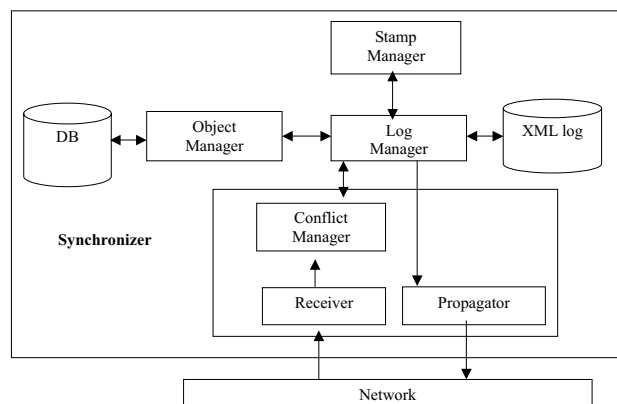 Stamp
Manager
DB
Object
Manager
Log
Manager
XML log
Synchronizer
Conflict
Manager
Receiver
Propagator
Network